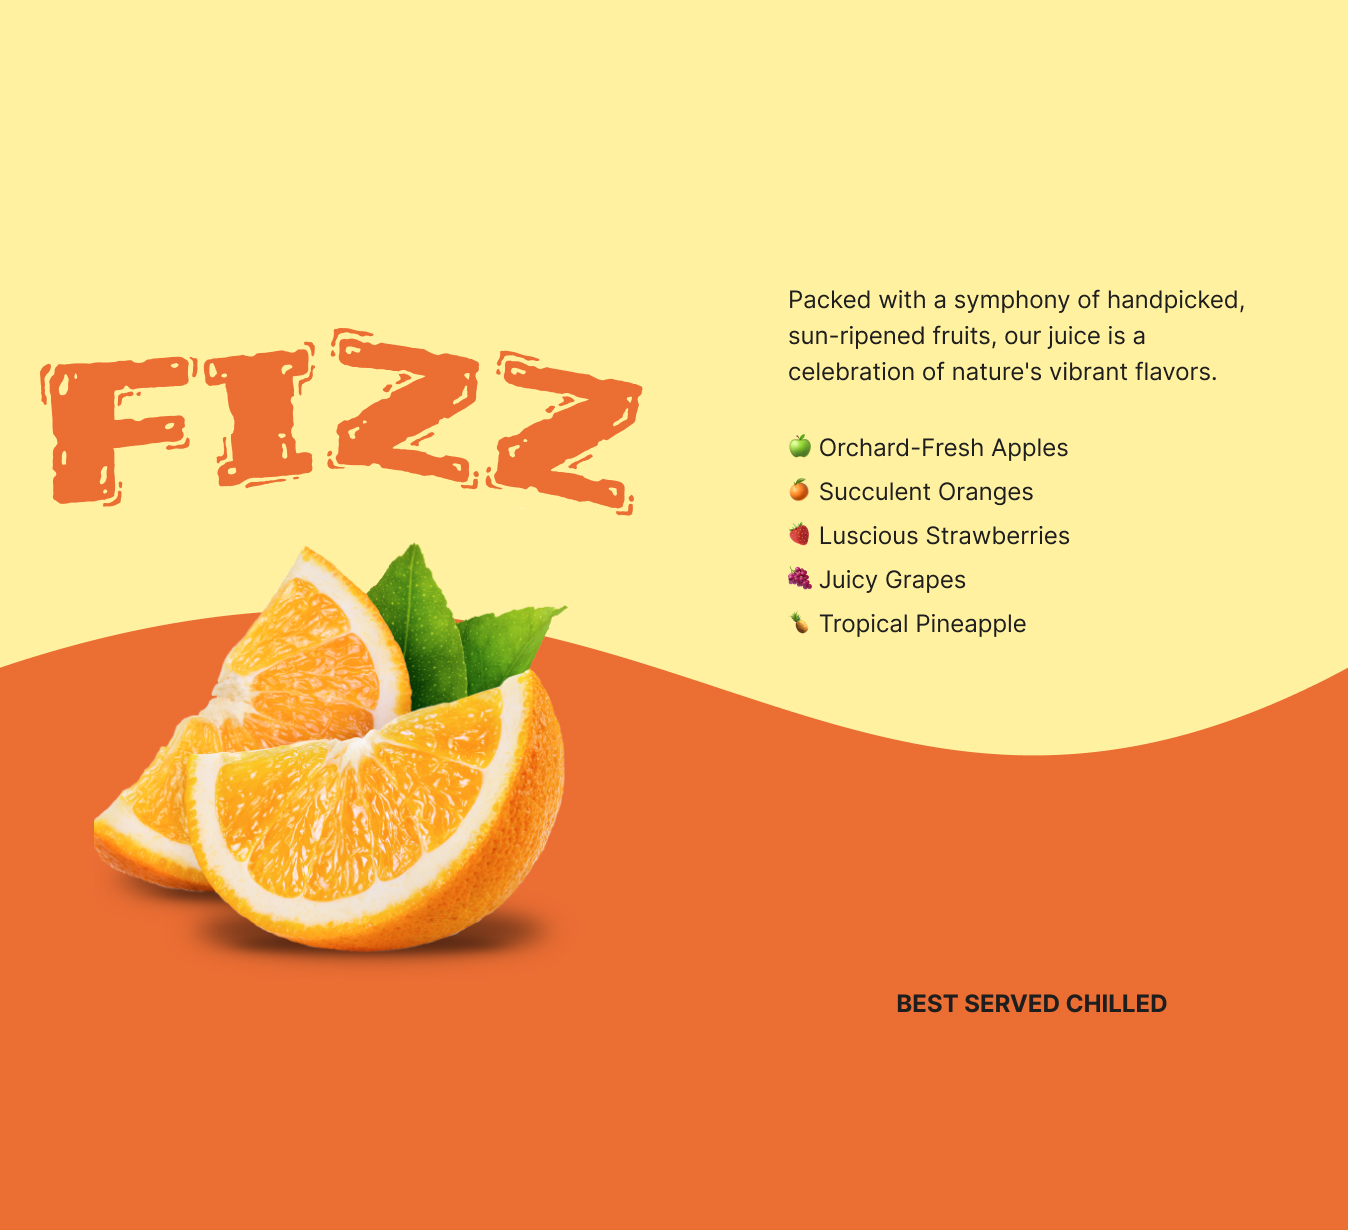 FIZZ
Packed with a symphony of handpicked,
sun-ripened fruits, our juice is a
celebration of nature's vibrant flavors.
🍏 Orchard-Fresh Apples
🍊 Succulent Oranges
🍓 Luscious Strawberries
🍇 Juicy Grapes
🍍 Tropical Pineapple
BEST SERVED CHILLED